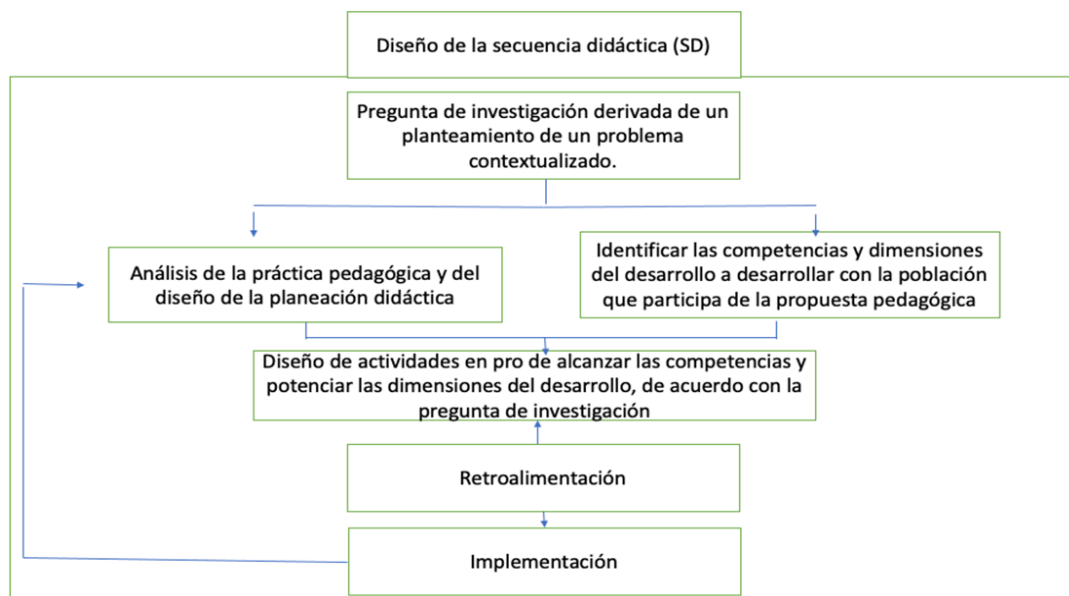 Diseño de la secuencia didáctica (SD)
Pregunta de investigación derivada de un
planteamiento de un problema
contextualizado.
Análisis de la práctica pedagógica y del
diseño de la planeación didáctica
Identificar las competencias y dimensiones
del desarrollo a desarrollar con la población
que participa de la propuesta pedagógica
Diseño de actividades en pro de alcanzar las competencias y
potenciar las dimensiones del desarrollo, de acuerdo con la
pregunta de investigación
Retroalimentación
Implementación